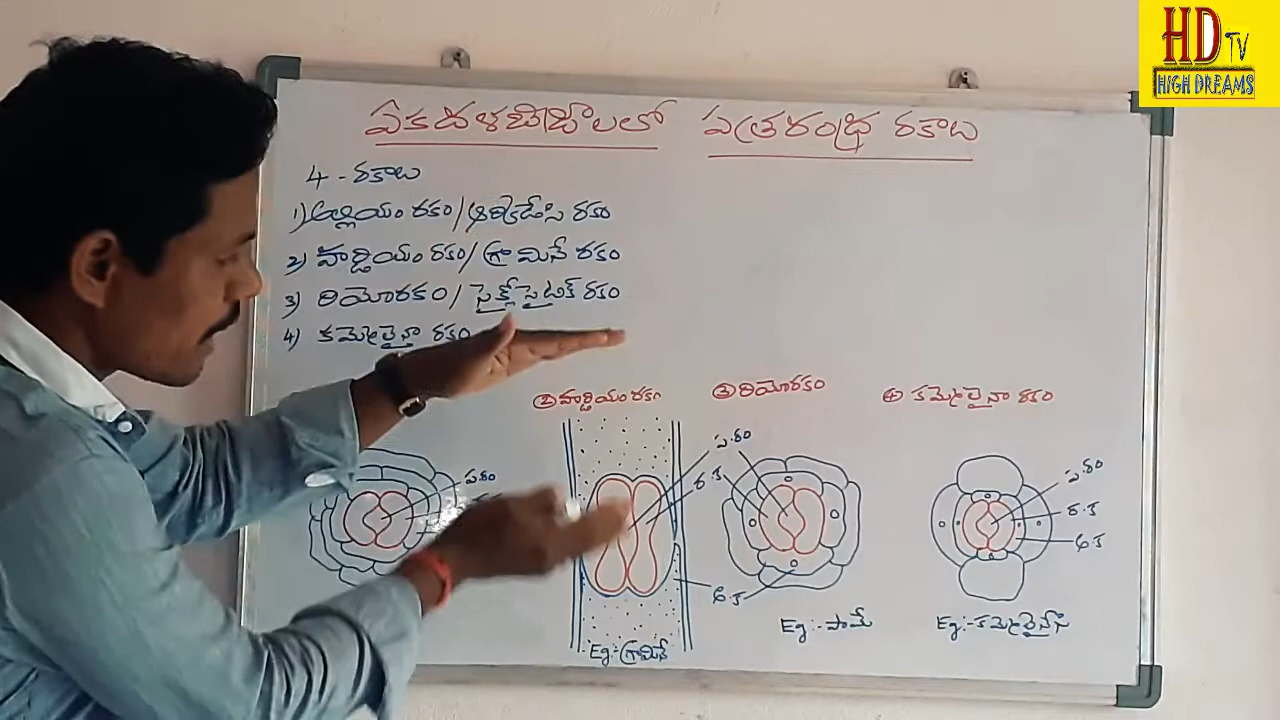 HD TV
HIGH DREAMS
ఏకదళబీజాలలో పత్రరంధ్ర రకాలు
4 - రకాలు
1) అల్లియం రకం/ఆర్కిడేసి రకం
2) హార్డియం రకం/గ్రామినే రకం
3) రియోరకం/సైక్లోసైటిక్ రకం
4) కమ్మేలైనా రకం
② హార్డియంరకం
③ రియోరకం
④ కమ్మేలైనా రకం
ప.రం
ప.రం
ప.రం
ర.క
ర.క
అ.క
అ.క
Eg:- గ్రామినే
Eg:- పామే
Eg:- కమ్మేలైనేసి